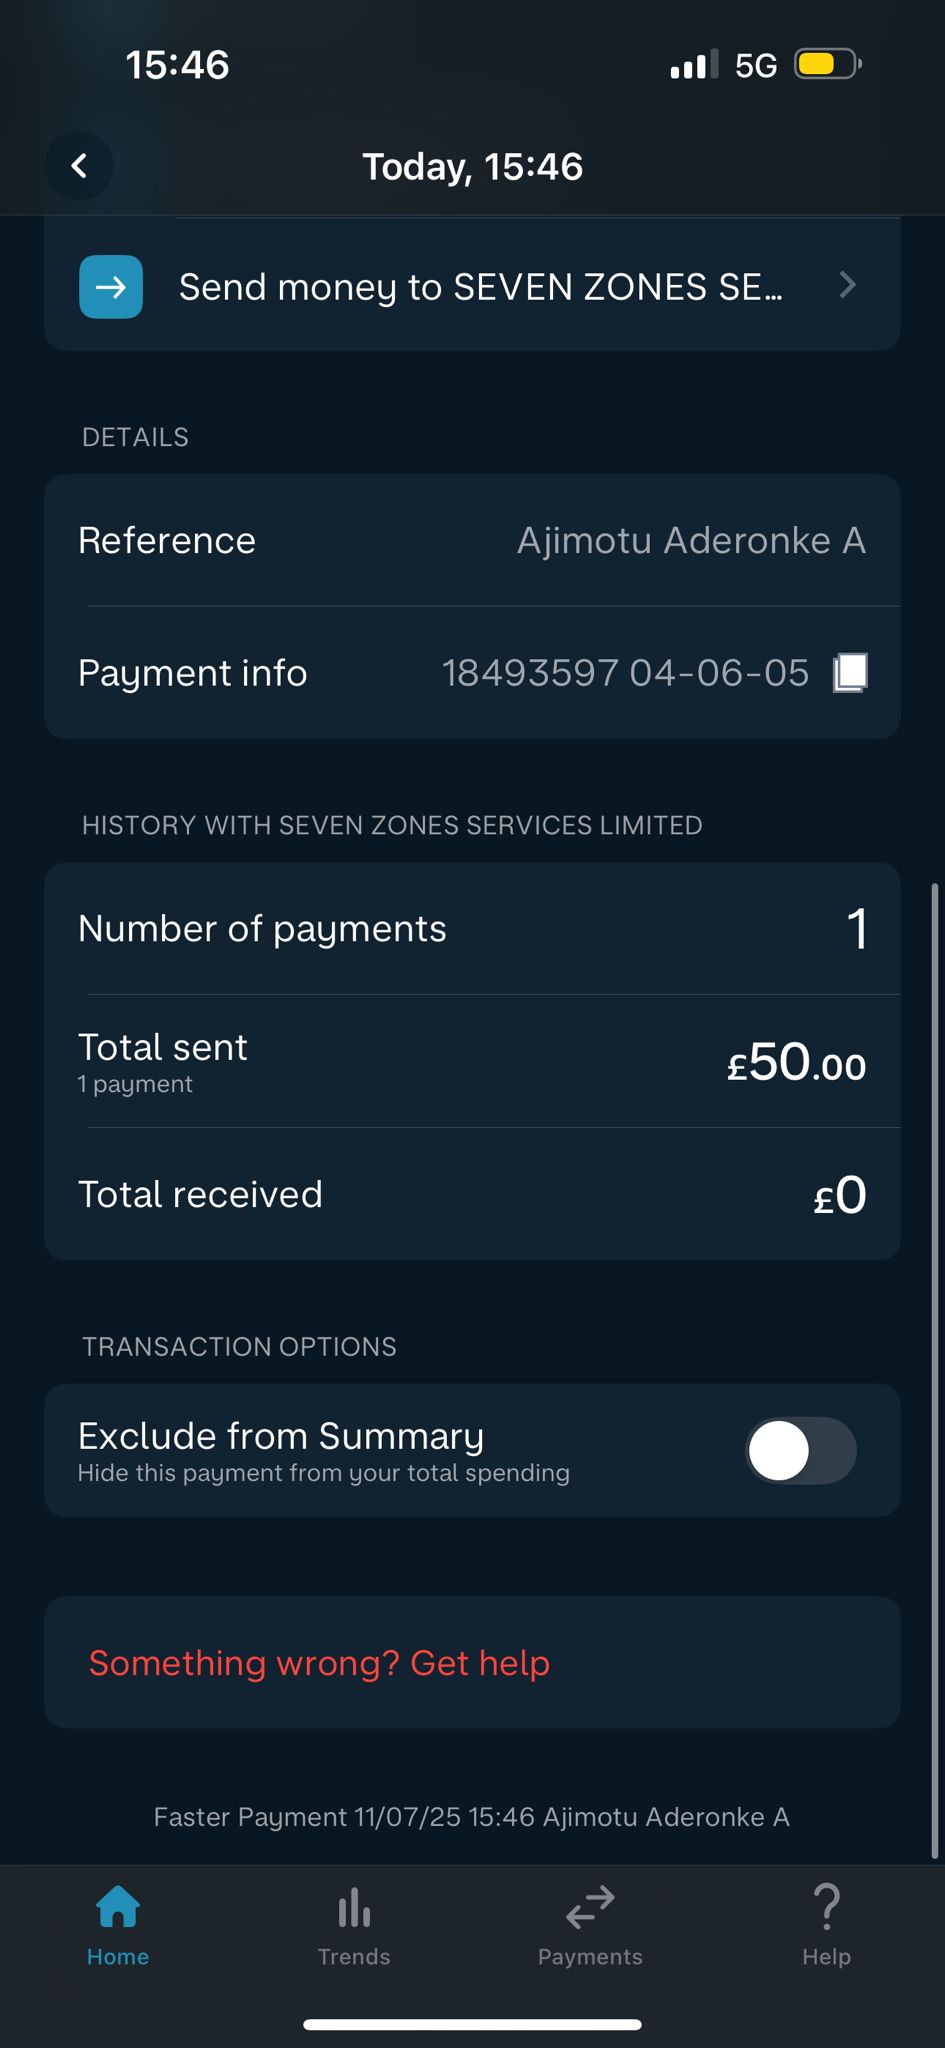 15:46
5G
Today, 15:46
Send money to SEVEN ZONES SE...
DETAILS
Reference
Ajimotu Aderonke A
Payment info
18493597 04-06-05
HISTORY WITH SEVEN ZONES SERVICES LIMITED
Number of payments
1
Total sent
1 payment
£50.00
Total received
£0
TRANSACTION OPTIONS
Exclude from Summary
Hide this payment from your total spending
Something wrong? Get help
Faster Payment 11/07/25 15:46 Ajimotu Aderonke A
Home
Trends
Payments
Help